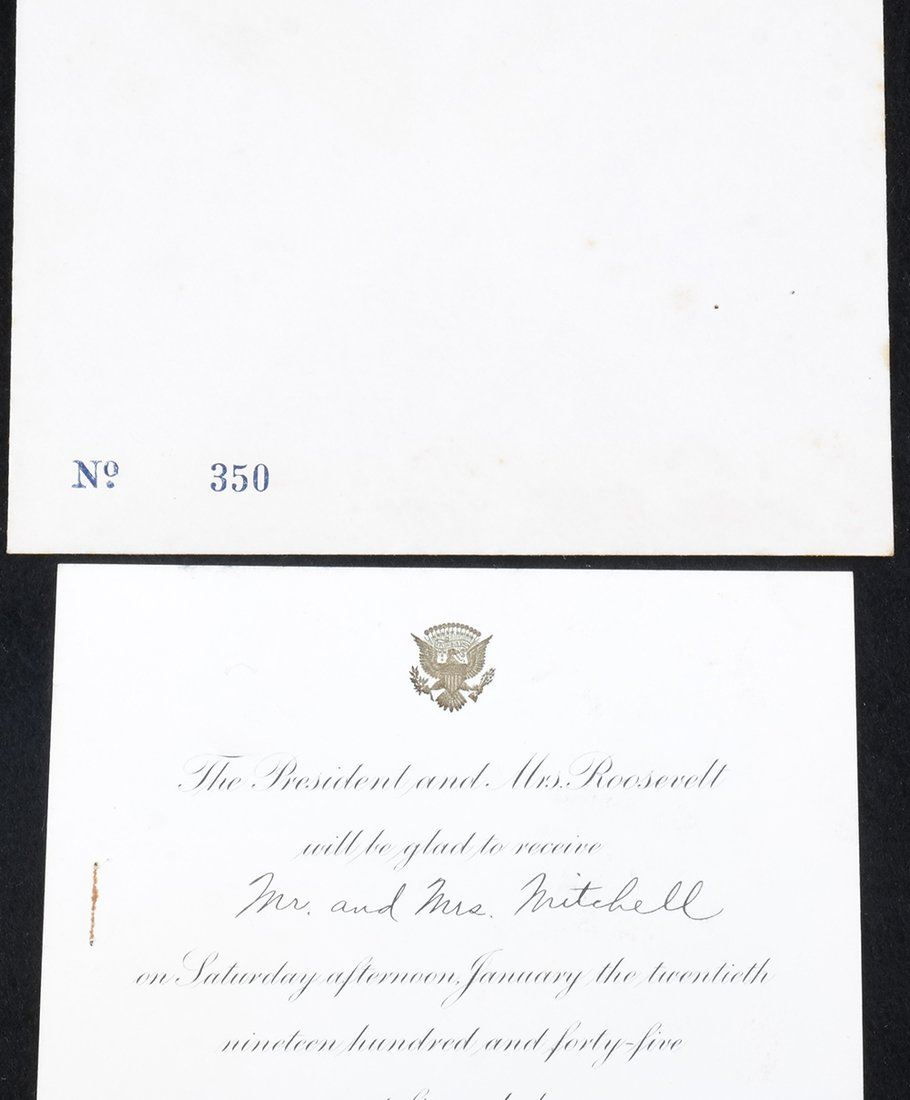 Nº 350
The President and Mrs. Roosevelt
will be glad to receive
Mr. and Mrs. Mitchell
on Saturday afternoon, January the twentieth
nineteen hundred and forty-five